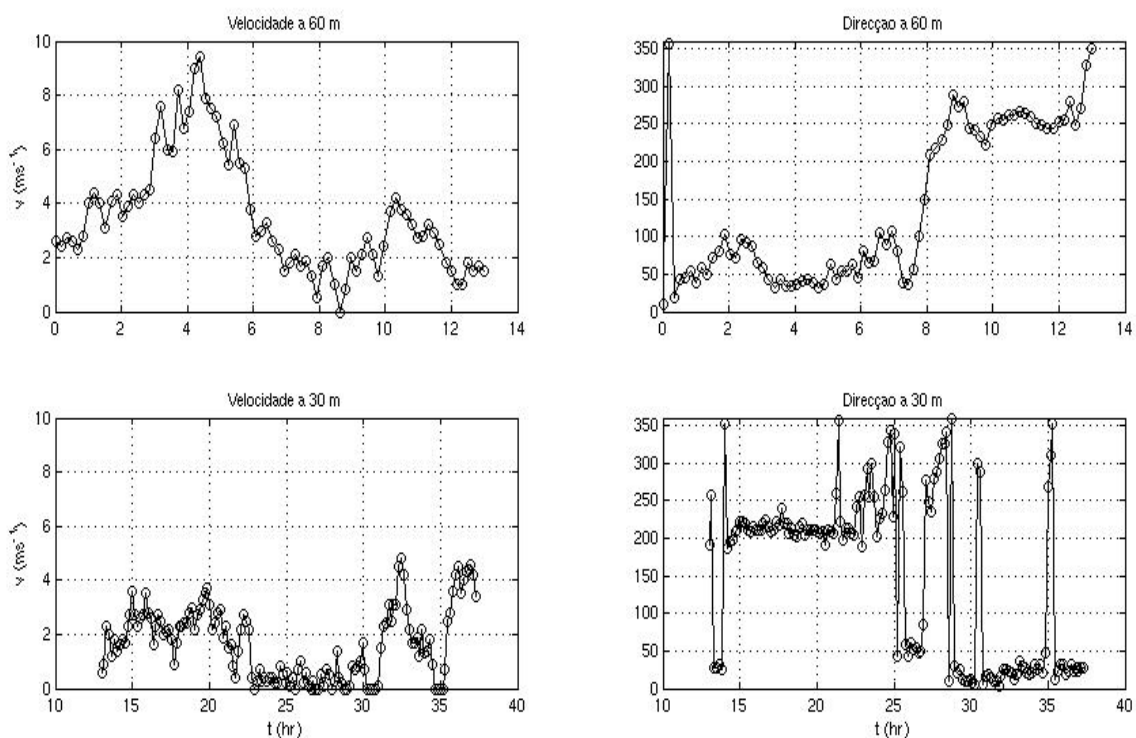 Velocidade a 60 m
10
8
6
4
2
0
v (ms⁻¹)
0 2 4 6 8 10 12 14
Direcçao a 60 m
350
300
250
200
150
100
50
0
0 2 4 6 8 10 12 14
Velocidade a 30 m
10
8
6
4
2
0
v (ms⁻¹)
10 15 20 25 30 35 40
t (hr)
Direcçao a 30 m
350
300
250
200
150
100
50
0
10 15 20 25 30 35 40
t (hr)